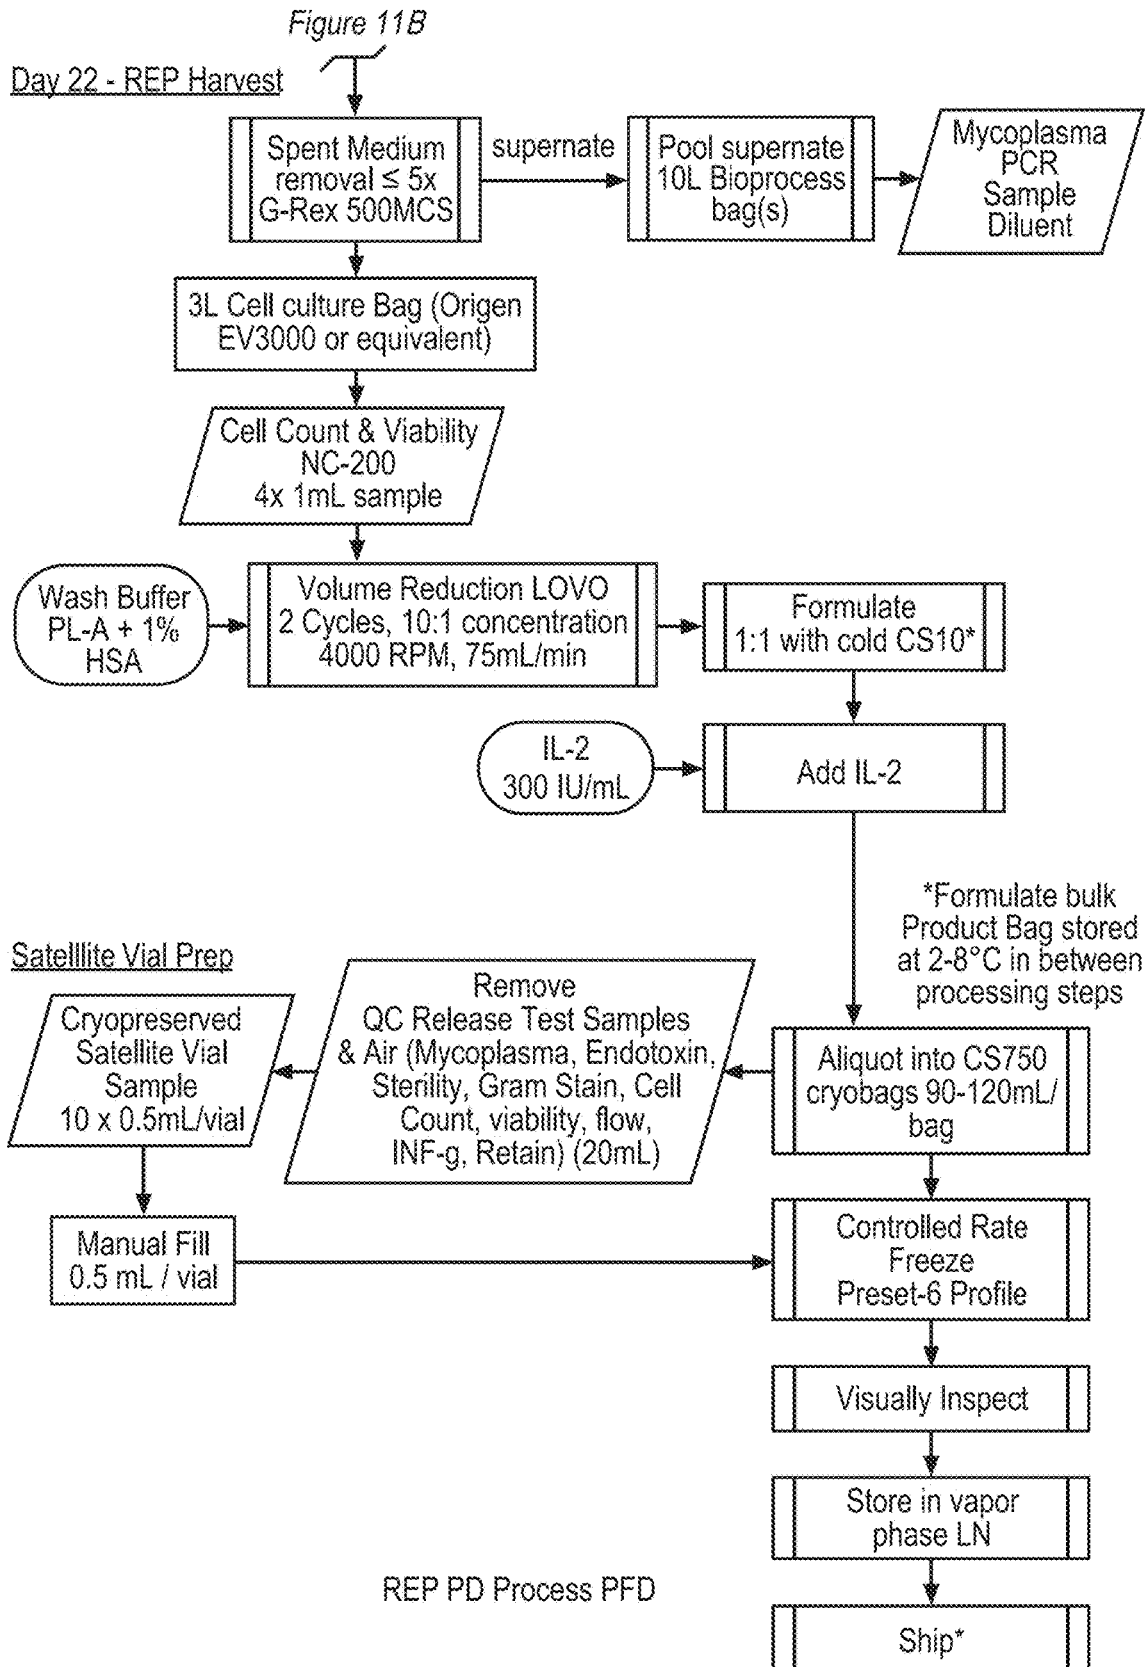 Figure 11B
Day 22 - REP Harvest
Spent Medium
removal ≤ 5x
G-Rex 500MCS
supernate
Pool supernate
10L Bioprocess
bag(s)
Mycoplasma
PCR
Sample
Diluent
3L Cell culture Bag (Origen
EV3000 or equivalent)
Cell Count & Viability
NC-200
4x 1mL sample
Wash Buffer
PL-A + 1%
HSA
Volume Reduction LOVO
2 Cycles, 10:1 concentration
4000 RPM, 75mL/min
Formulate
1:1 with cold CS10*
IL-2
300 IU/mL
Add IL-2
*Formulate bulk
Product Bag stored
at 2-8°C in between
processing steps
Satelllite Vial Prep
Cryopreserved
Satellite Vial
Sample
10 x 0.5mL/vial
Remove
QC Release Test Samples
& Air (Mycoplasma, Endotoxin,
Sterility, Gram Stain, Cell
Count, viability, flow,
INF-g, Retain) (20mL)
Aliquot into CS750
cryobags 90-120mL/
bag
Manual Fill
0.5 mL / vial
Controlled Rate
Freeze
Preset-6 Profile
Visually Inspect
Store in vapor
phase LN
REP PD Process PFD
Ship*